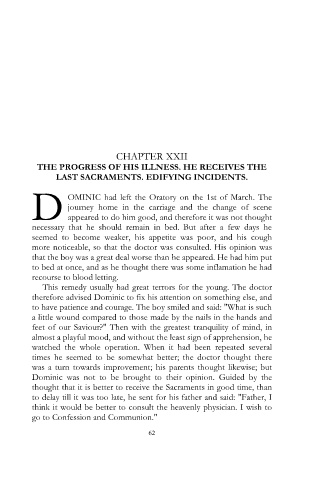 CHAPTER XXII
THE PROGRESS OF HIS ILLNESS. HE RECEIVES THE
LAST SACRAMENTS. EDIFYING INCIDENTS.
DOMINIC had left the Oratory on the 1st of March. The
journey home in the carriage and the change of scene
appeared to do him good, and therefore it was not thought
necessary that he should remain in bed. But after a few days he
seemed to become weaker, his appetite was poor, and his cough
more noticeable, so that the doctor was consulted. His opinion was
that the boy was a great deal worse than he appeared. He had him put
to bed at once, and as he thought there was some inflamation he had
recourse to blood letting.
This remedy usually had great terrors for the young. The doctor
therefore advised Dominic to fix his attention on something else, and
to have patience and courage. The boy smiled and said: "What is such
a little wound compared to those made by the nails in the hands and
feet of our Saviour?" Then with the greatest tranquility of mind, in
almost a playful mood, and without the least sign of apprehension, he
watched the whole operation. When it had been repeated several
times he seemed to be somewhat better; the doctor thought there
was a turn towards improvement; his parents thought likewise; but
Dominic was not to be brought to their opinion. Guided by the
thought that it is better to receive the Sacraments in good time, than
to delay till it was too late, he sent for his father and said: "Father, I
think it would be better to consult the heavenly physician. I wish to
go to Confession and Communion."
62